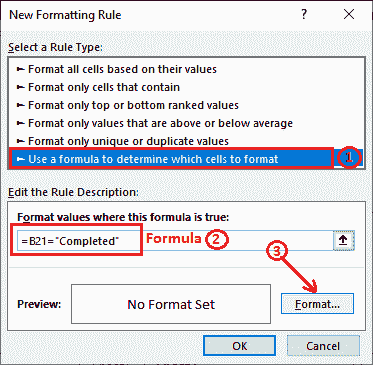 New Formatting Rule ? ×
Select a Rule Type:
► Format all cells based on their values
► Format only cells that contain
► Format only top or bottom ranked values
► Format only values that are above or below average
► Format only unique or duplicate values
► Use a formula to determine which cells to format 1
Edit the Rule Description:
Format values where this formula is true:
=B21="Completed" Formula 2
3
Preview: No Format Set Format...
OK Cancel